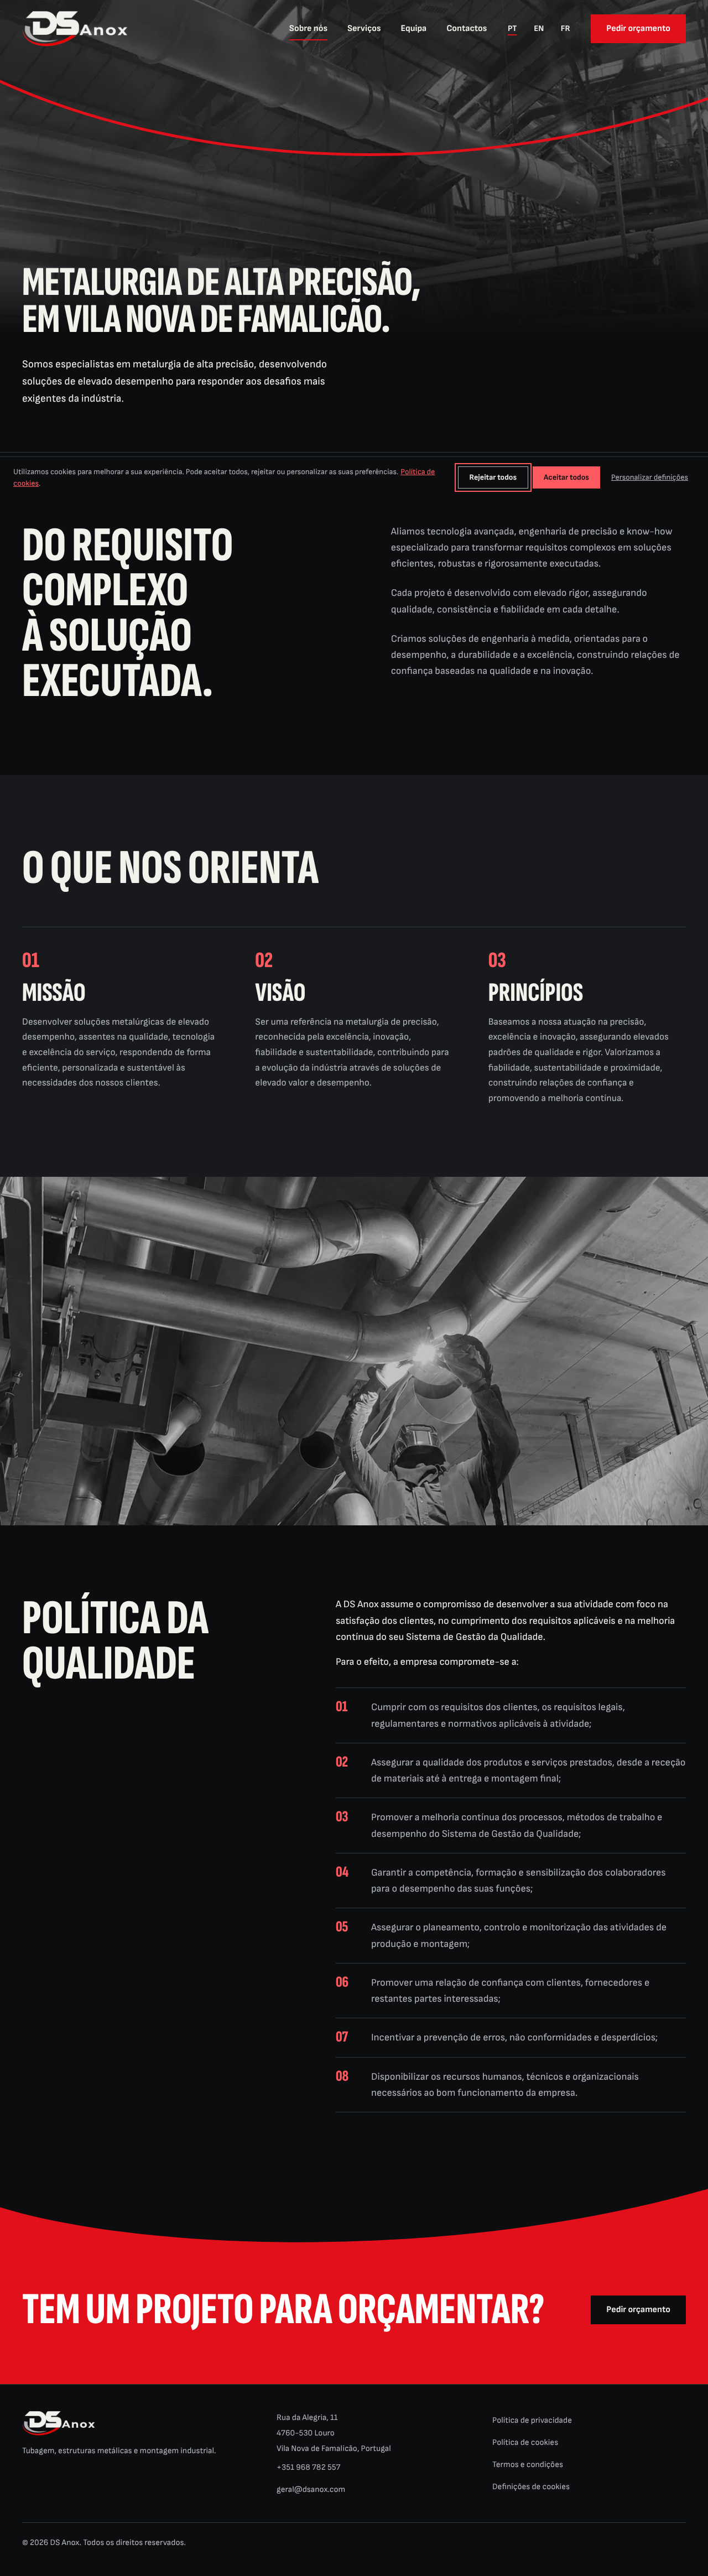 DS Anox
Sobre nós
Serviços
Equipa
Contactos
PT
EN
FR
Pedir orçamento
METALURGIA DE ALTA PRECISÃO,
EM VILA NOVA DE FAMALICÃO.
Somos especialistas em metalurgia de alta precisão, desenvolvendo
soluções de elevado desempenho para responder aos desafios mais
exigentes da indústria.
Utilizamos cookies para melhorar a sua experiência. Pode aceitar todos, rejeitar ou personalizar as suas preferências. Política de
cookies.
Rejeitar todos
Aceitar todos
Personalizar definições
DO REQUISITO
COMPLEXO
À SOLUÇÃO
EXECUTADA.
Aliamos tecnologia avançada, engenharia de precisão e know-how
especializado para transformar requisitos complexos em soluções
eficientes, robustas e rigorosamente executadas.
Cada projeto é desenvolvido com elevado rigor, assegurando
qualidade, consistência e fiabilidade em cada detalhe.
Criamos soluções de engenharia à medida, orientadas para o
desempenho, a durabilidade e a excelência, construindo relações de
confiança baseadas na qualidade e na inovação.
O QUE NOS ORIENTA
01
MISSÃO
Desenvolver soluções metalúrgicas de elevado
desempenho, assentes na qualidade, tecnologia
e excelência do serviço, respondendo de forma
eficiente, personalizada e sustentável às
necessidades dos nossos clientes.
02
VISÃO
Ser uma referência na metalurgia de precisão,
reconhecida pela excelência, inovação,
fiabilidade e sustentabilidade, contribuindo para
a evolução da indústria através de soluções de
elevado valor e desempenho.
03
PRINCÍPIOS
Baseamos a nossa atuação na precisão,
excelência e inovação, assegurando elevados
padrões de qualidade e rigor. Valorizamos a
fiabilidade, sustentabilidade e proximidade,
construindo relações de confiança e
promovendo a melhoria contínua.
POLÍTICA DA
QUALIDADE
A DS Anox assume o compromisso de desenvolver a sua atividade com foco na
satisfação dos clientes, no cumprimento dos requisitos aplicáveis e na melhoria
contínua do seu Sistema de Gestão da Qualidade.
Para o efeito, a empresa compromete-se a:
01
Cumprir com os requisitos dos clientes, os requisitos legais,
regulamentares e normativos aplicáveis à atividade;
02
Assegurar a qualidade dos produtos e serviços prestados, desde a receção
de materiais até à entrega e montagem final;
03
Promover a melhoria contínua dos processos, métodos de trabalho e
desempenho do Sistema de Gestão da Qualidade;
04
Garantir a competência, formação e sensibilização dos colaboradores
para o desempenho das suas funções;
05
Assegurar o planeamento, controlo e monitorização das atividades de
produção e montagem;
06
Promover uma relação de confiança com clientes, fornecedores e
restantes partes interessadas;
07
Incentivar a prevenção de erros, não conformidades e desperdícios;
08
Disponibilizar os recursos humanos, técnicos e organizacionais
necessários ao bom funcionamento da empresa.
TEM UM PROJETO PARA ORÇAMENTAR?
Pedir orçamento
DS Anox
Tubagem, estruturas metálicas e montagem industrial.
Rua da Alegria, 11
4760-530 Louro
Vila Nova de Famalicão, Portugal
+351 968 782 557
geral@dsanox.com
Política de privacidade
Política de cookies
Termos e condições
Definições de cookies
© 2026 DS Anox. Todos os direitos reservados.